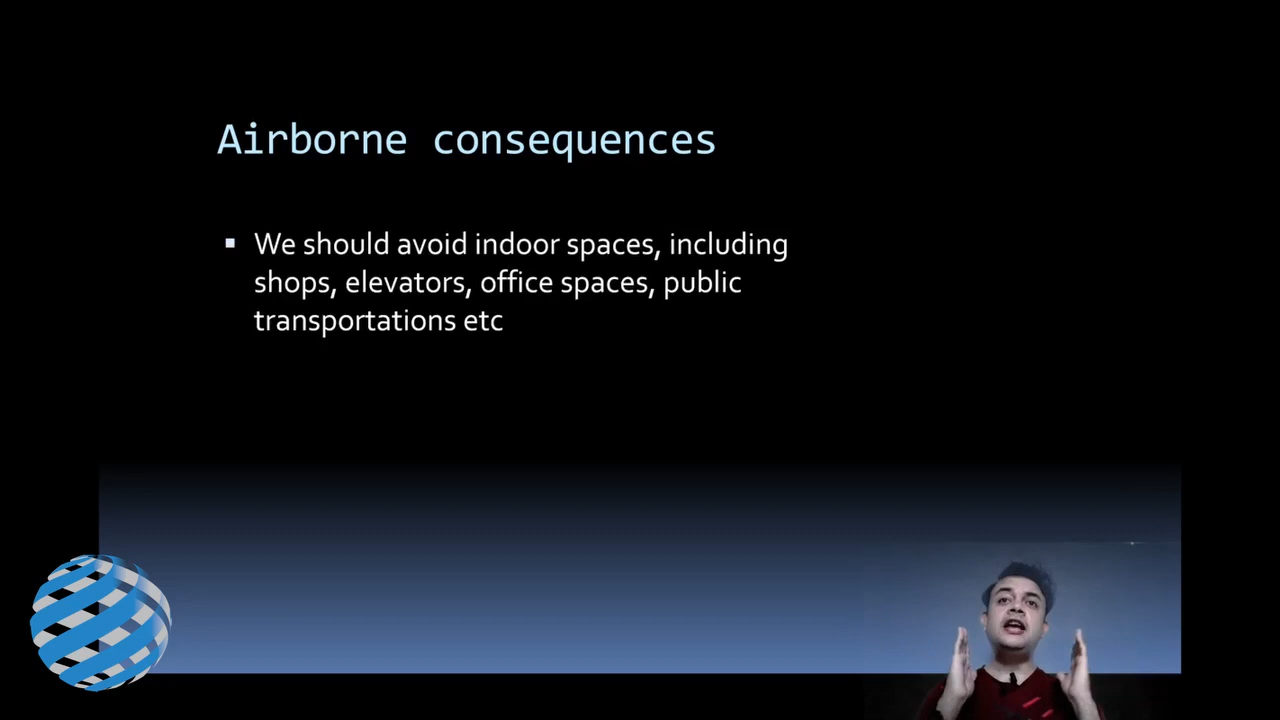 Airborne consequences
▪ We should avoid indoor spaces, including
shops, elevators, office spaces, public
transportations etc